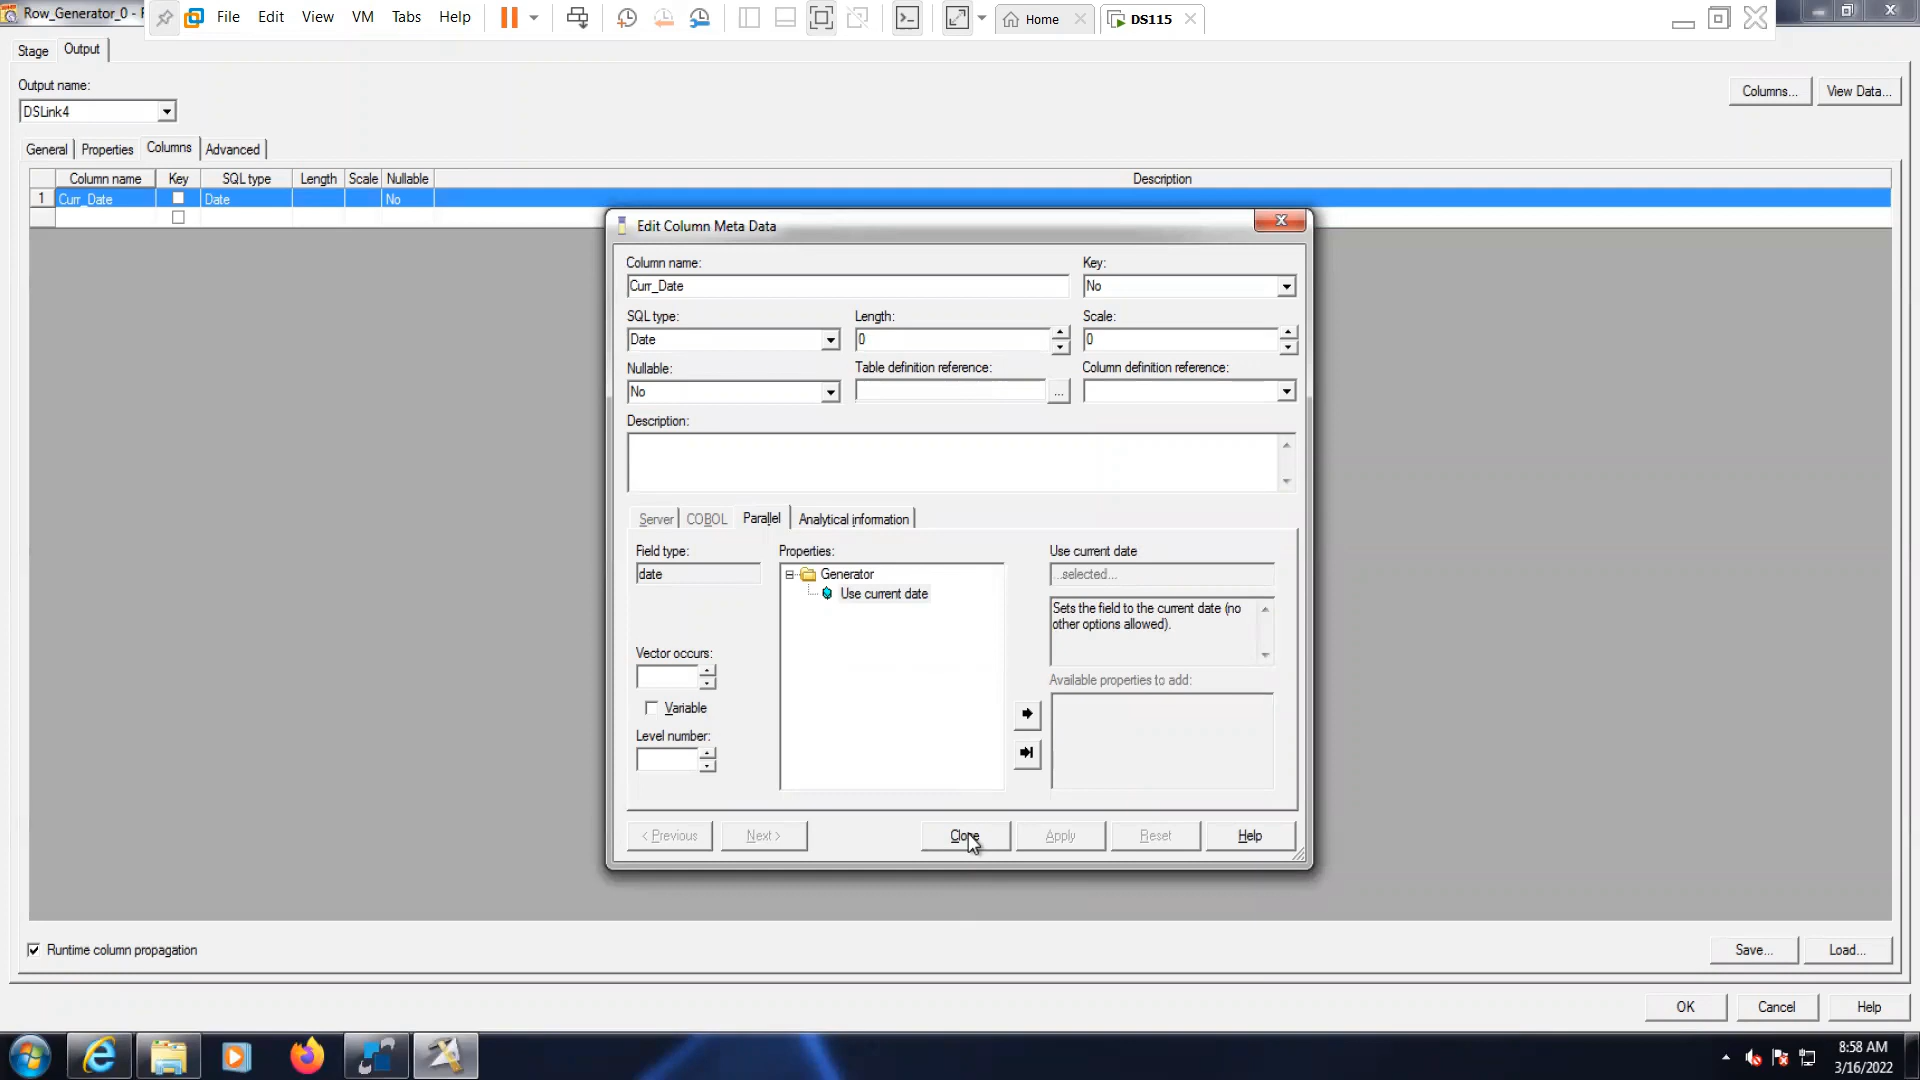 Row_Generator_0 - F
File Edit View VM Tabs Help
Home
DS115
Stage Output
Output name:
DSLink4
Columns... View Data...
General Properties Columns Advanced
Column name Key SQL type Length Scale Nullable Description
1 Curr_Date Date No
Edit Column Meta Data
Column name: Key:
Curr_Date No
SQL type: Length: Scale:
Date 0 0
Nullable: Table definition reference: Column definition reference:
No ...
Description:
Server COBOL Parallel Analytical information
Field type: Properties: Use current date
date Generator ...selected...
Use current date
Sets the field to the current date (no
other options allowed).
Vector occurs:
Available properties to add:
Variable
Level number:
< Previous Next > Close Apply Reset Help
Runtime column propagation
Save... Load...
OK Cancel Help
8:58 AM
3/16/2022